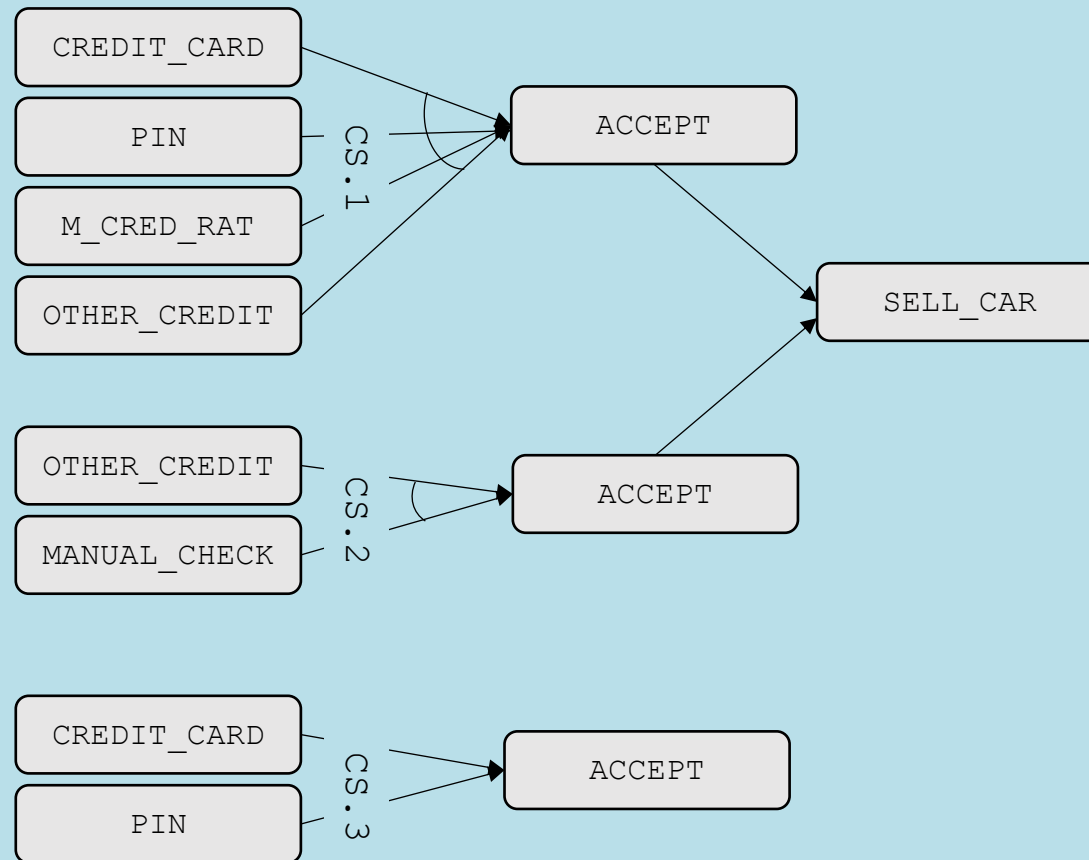 CREDIT_CARD
PIN
M_CRED_RAT
OTHER_CREDIT
CS.1
ACCEPT
SELL_CAR
OTHER_CREDIT
MANUAL_CHECK
CS.2
ACCEPT
CREDIT_CARD
PIN
CS.3
ACCEPT